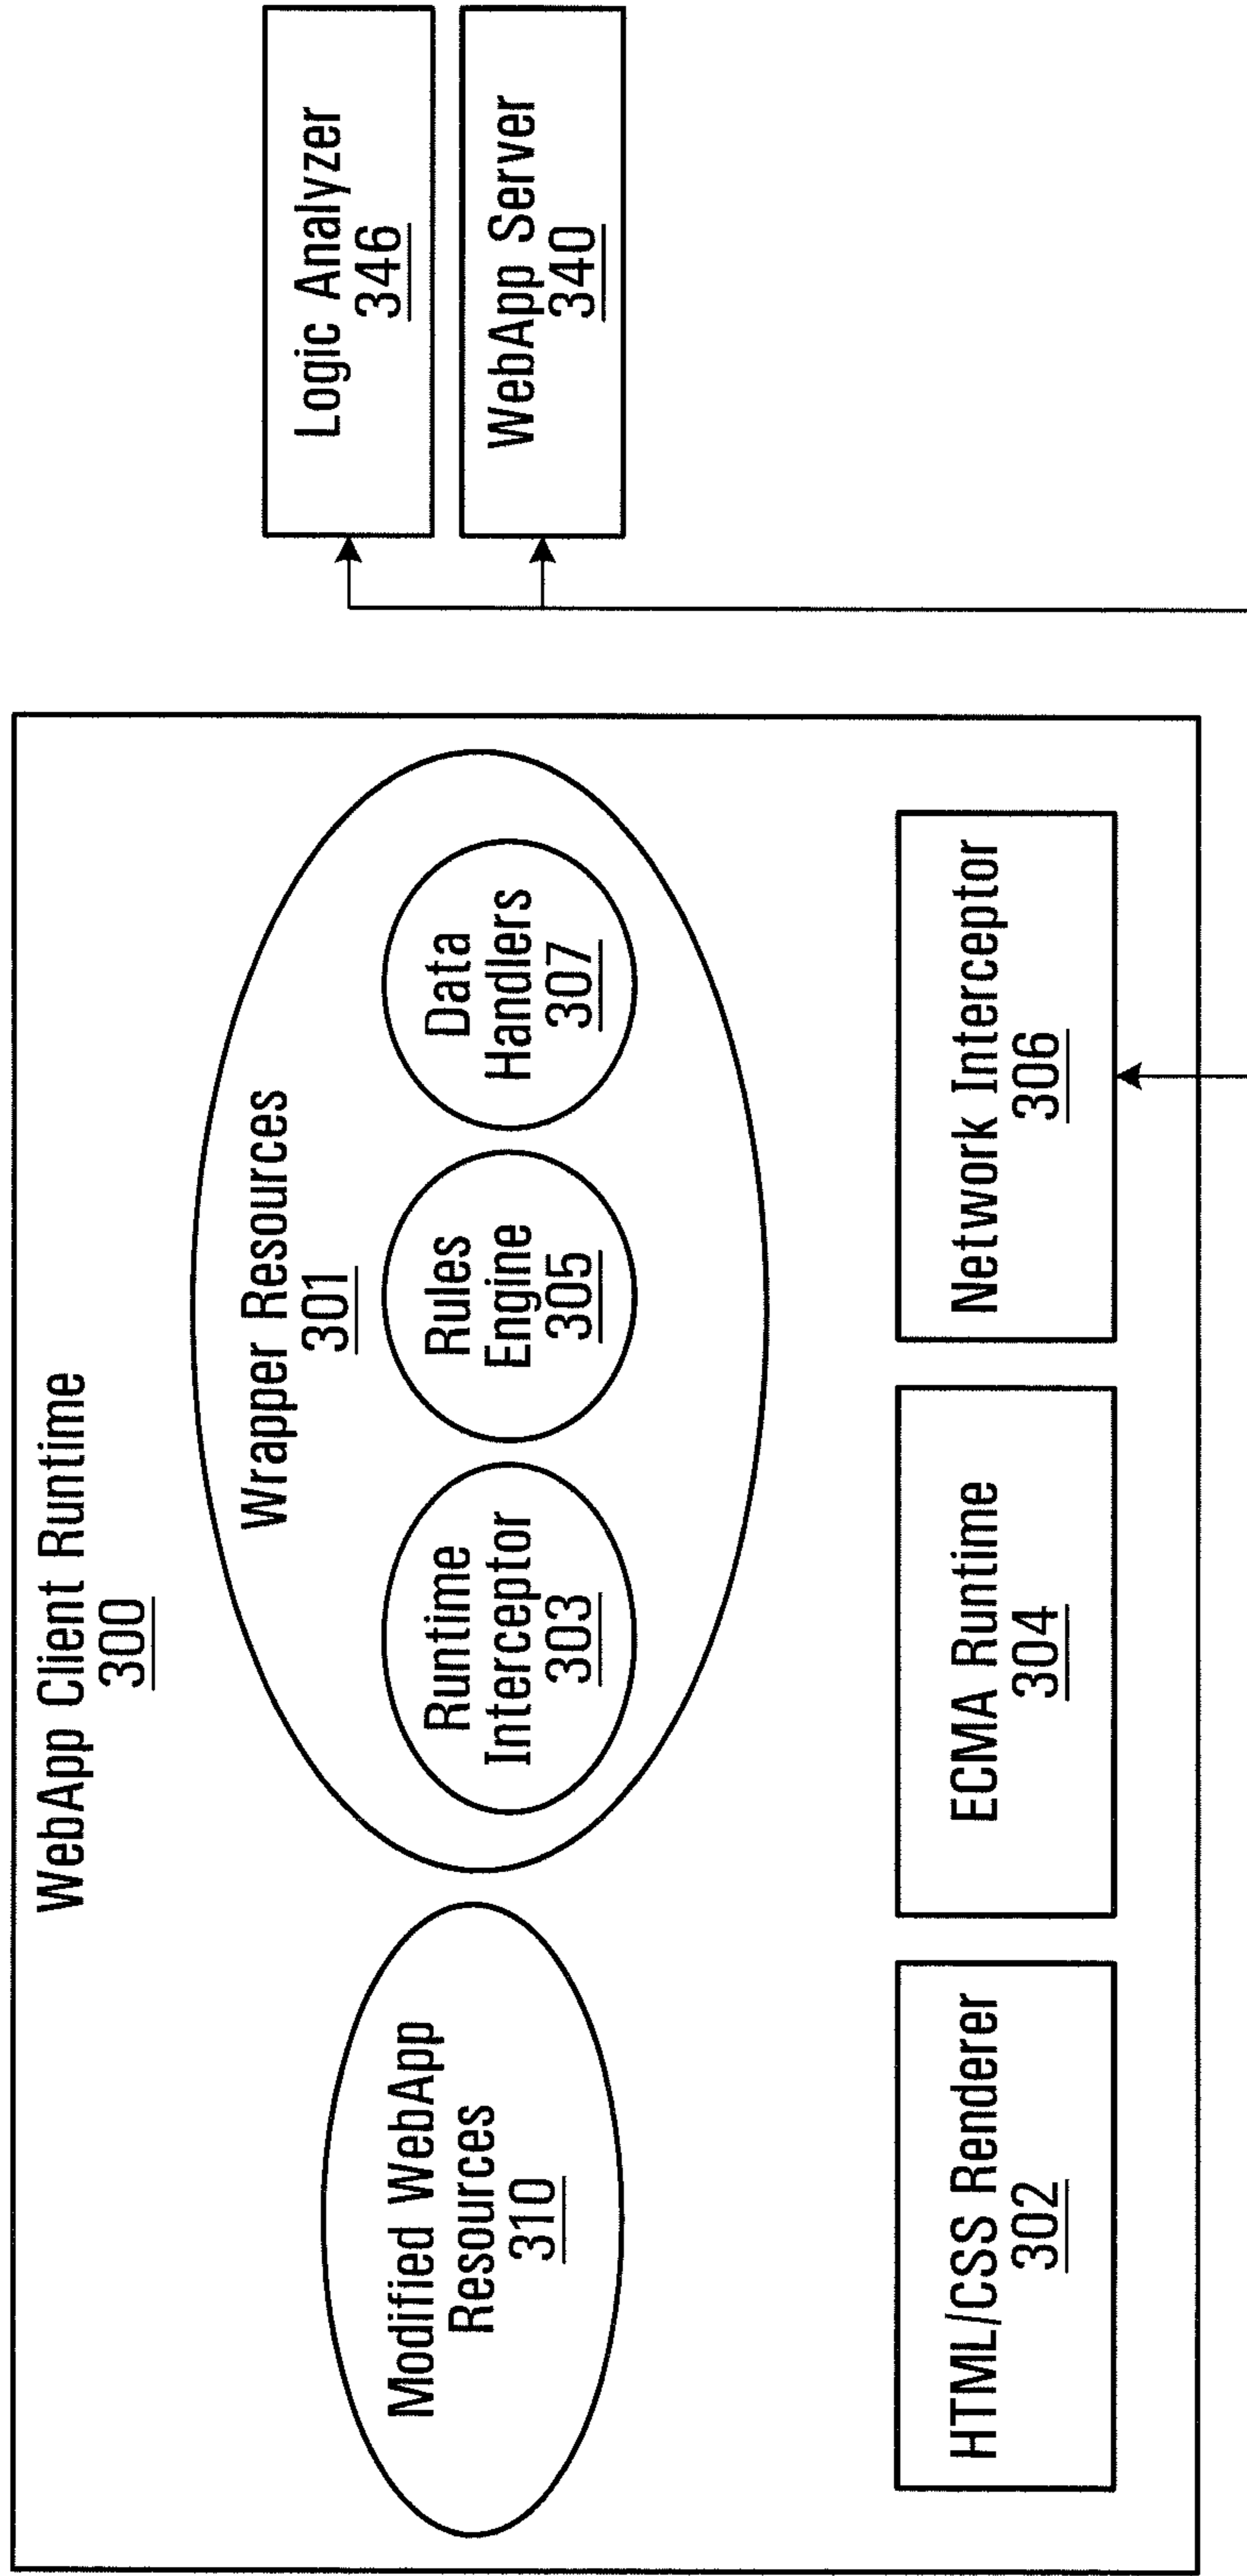 WebApp Client Runtime
300
Modified WebApp
Resources
310
Wrapper Resources
301
Runtime
Interceptor
303
Rules
Engine
305
Data
Handlers
307
HTML/CSS Renderer
302
ECMA Runtime
304
Network Interceptor
306
Logic Analyzer
346
WebApp Server
340